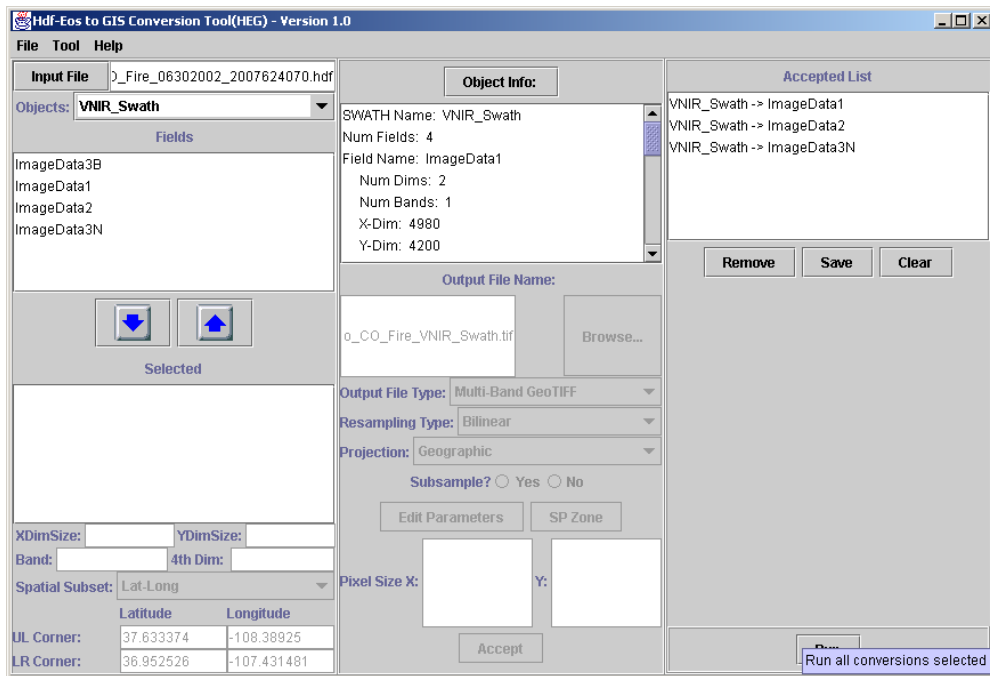 Hdf-Eos to GIS Conversion Tool(HEG) - Version 1.0
File Tool Help
Input File
O_Fire_06302002_2007624070.hdf
Objects: VNIR_Swath
Fields
ImageData3B
ImageData1
ImageData2
ImageData3N
Selected
XDimSize: YDimSize:
Band: 4th Dim:
Spatial Subset: Lat-Long
Latitude Longitude
UL Corner: 37.633374 -108.38925
LR Corner: 36.952526 -107.431481
Object Info:
SWATH Name: VNIR_Swath
Num Fields: 4
Field Name: ImageData1
Num Dims: 2
Num Bands: 1
X-Dim: 4980
Y-Dim: 4200
Output File Name:
o_CO_Fire_VNIR_Swath.tif
Browse...
Output File Type: Multi-Band GeoTIFF
Resampling Type: Bilinear
Projection: Geographic
Subsample? Yes No
Edit Parameters SP Zone
Pixel Size X: Y:
Accept
Accepted List
VNIR_Swath -> ImageData1
VNIR_Swath -> ImageData2
VNIR_Swath -> ImageData3N
Remove Save Clear
Run
Run all conversions selected